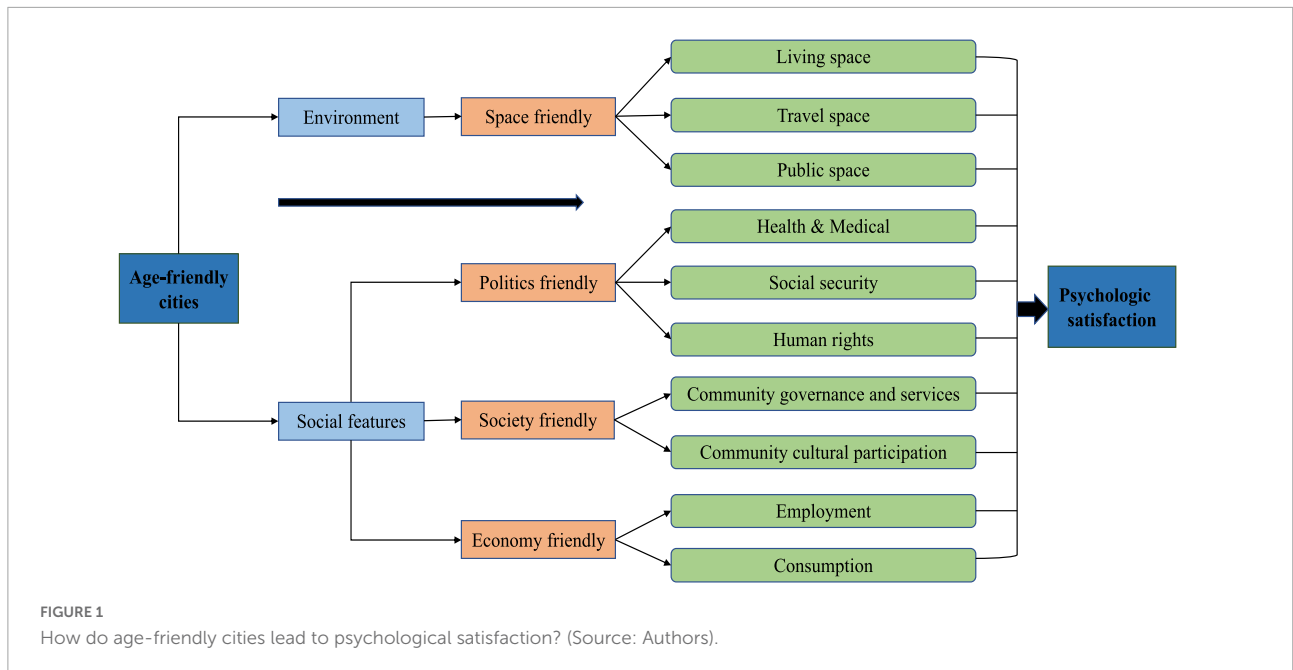 Age-friendly
cities
Environment
Social features
Space friendly
Politics friendly
Society friendly
Economy friendly
Living space
Travel space
Public space
Health & Medical
Social security
Human rights
Community governance and services
Community cultural participation
Employment
Consumption
Psychologic
satisfaction
FIGURE 1
How do age-friendly cities lead to psychological satisfaction? (Source: Authors).